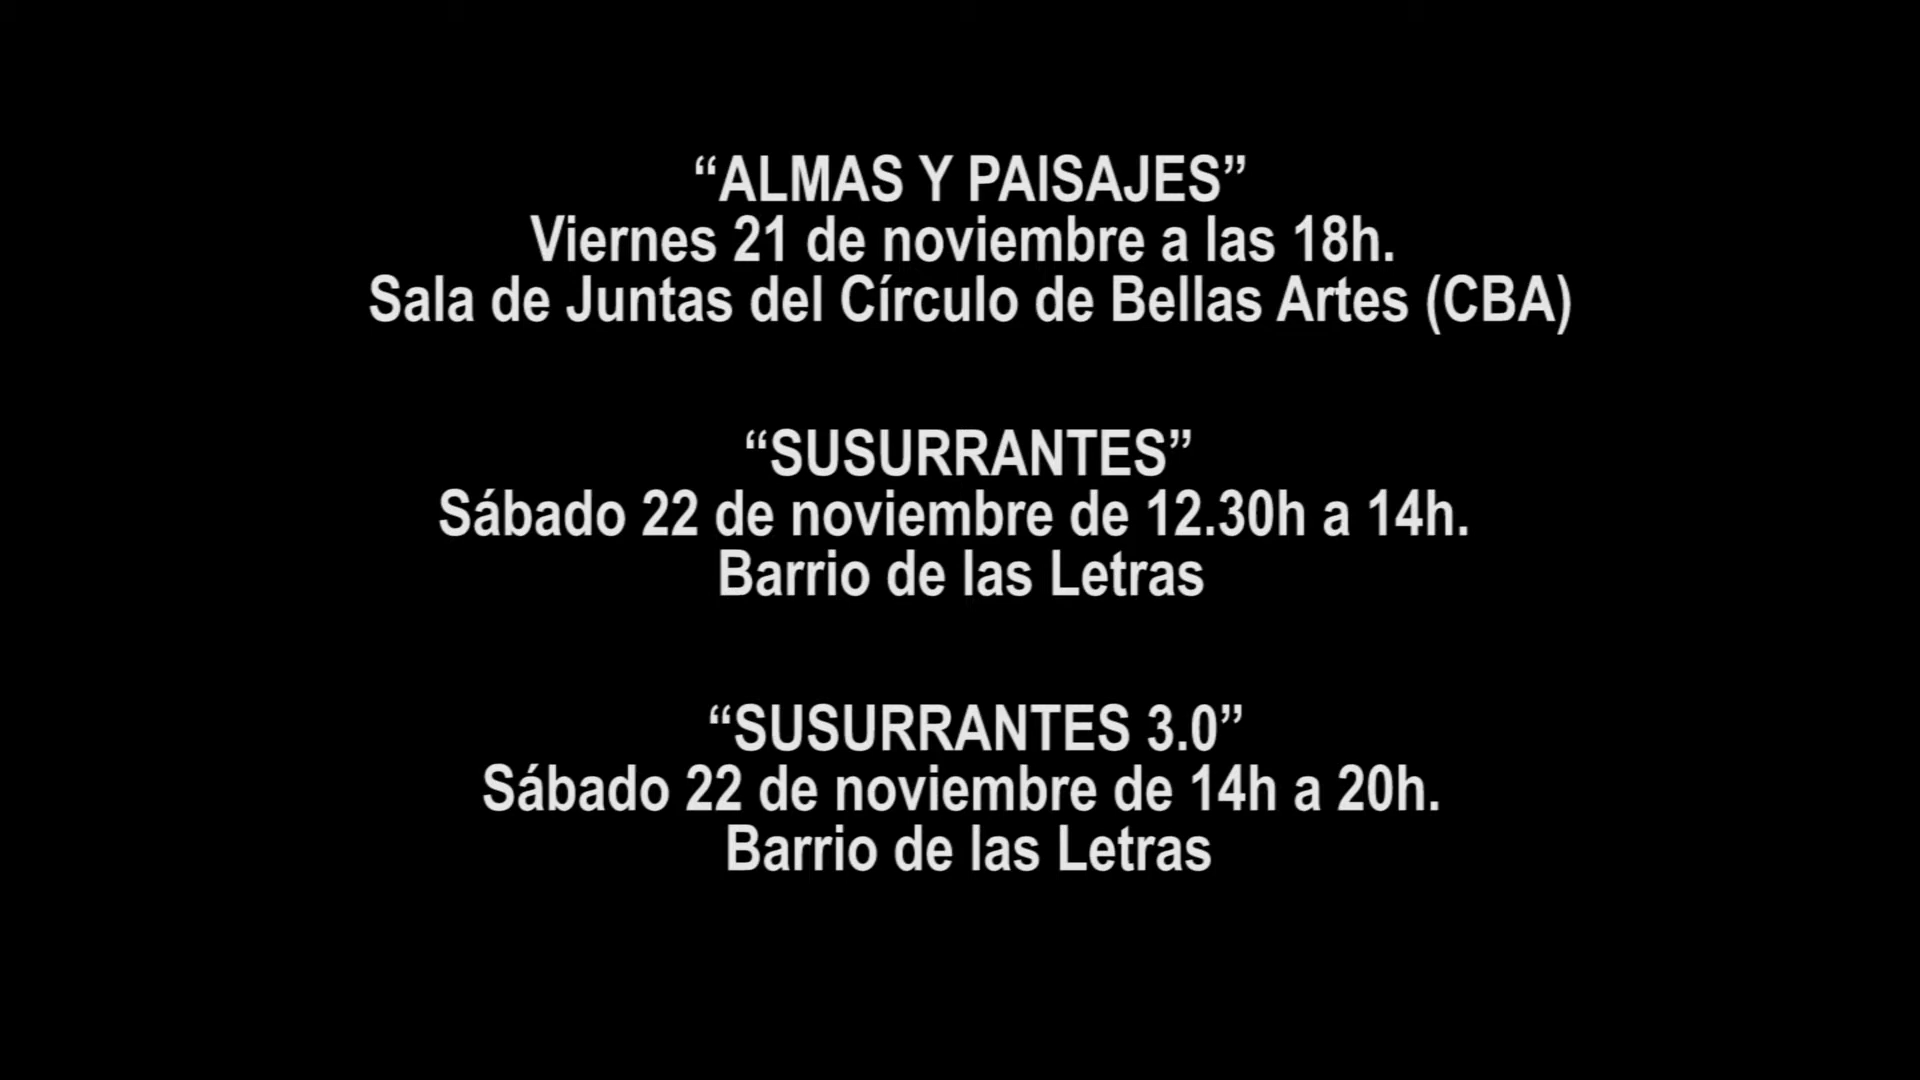 “ALMAS Y PAISAJES”
Viernes 21 de noviembre a las 18h.
Sala de Juntas del Círculo de Bellas Artes (CBA)
“SUSURRANTES”
Sábado 22 de noviembre de 12.30h a 14h.
Barrio de las Letras
“SUSURRANTES 3.0”
Sábado 22 de noviembre de 14h a 20h.
Barrio de las Letras